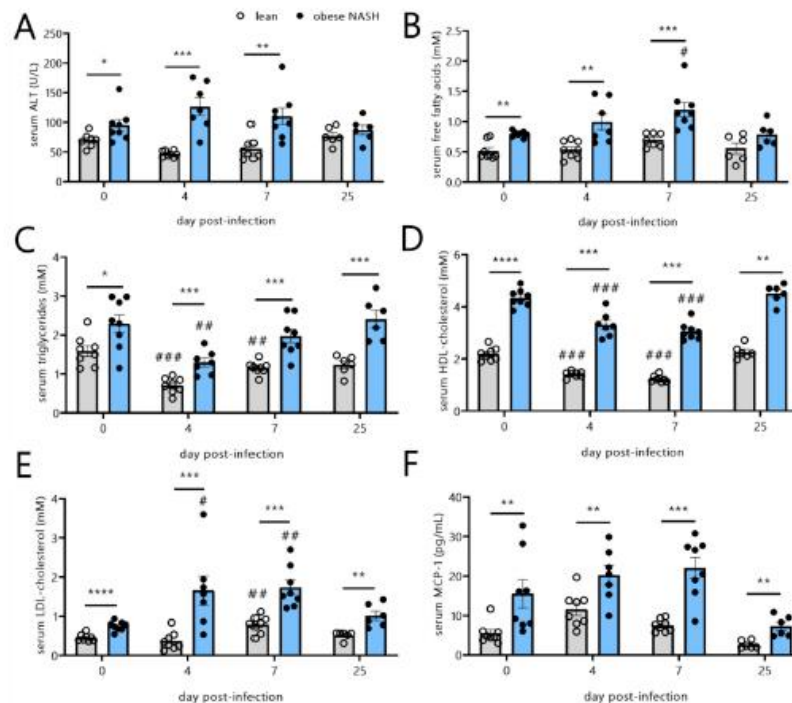 A
○ lean ● obese NASH
serum ALT (U/L)
200
150
100
50
0
*
***
**
0 4 7 25
day post-infection
B
serum free fatty acids (mM)
2.0
1.5
1.0
0.5
0.0
**
**
***
#
0 4 7 25
day post-infection
C
serum triglycerides (mM)
4
3
2
1
0
*
***
***
***
### ## ##
0 4 7 25
day post-infection
D
serum HDL-cholesterol (mM)
6
4
2
0
****
***
***
**
### ### ### ###
0 4 7 25
day post-infection
E
serum LDL-cholesterol (mM)
4
3
2
1
0
****
***
#
***
## ##
**
0 4 7 25
day post-infection
F
serum MCP-1 (pg/mL)
40
30
20
10
0
**
**
***
**
0 4 7 25
day post-infection